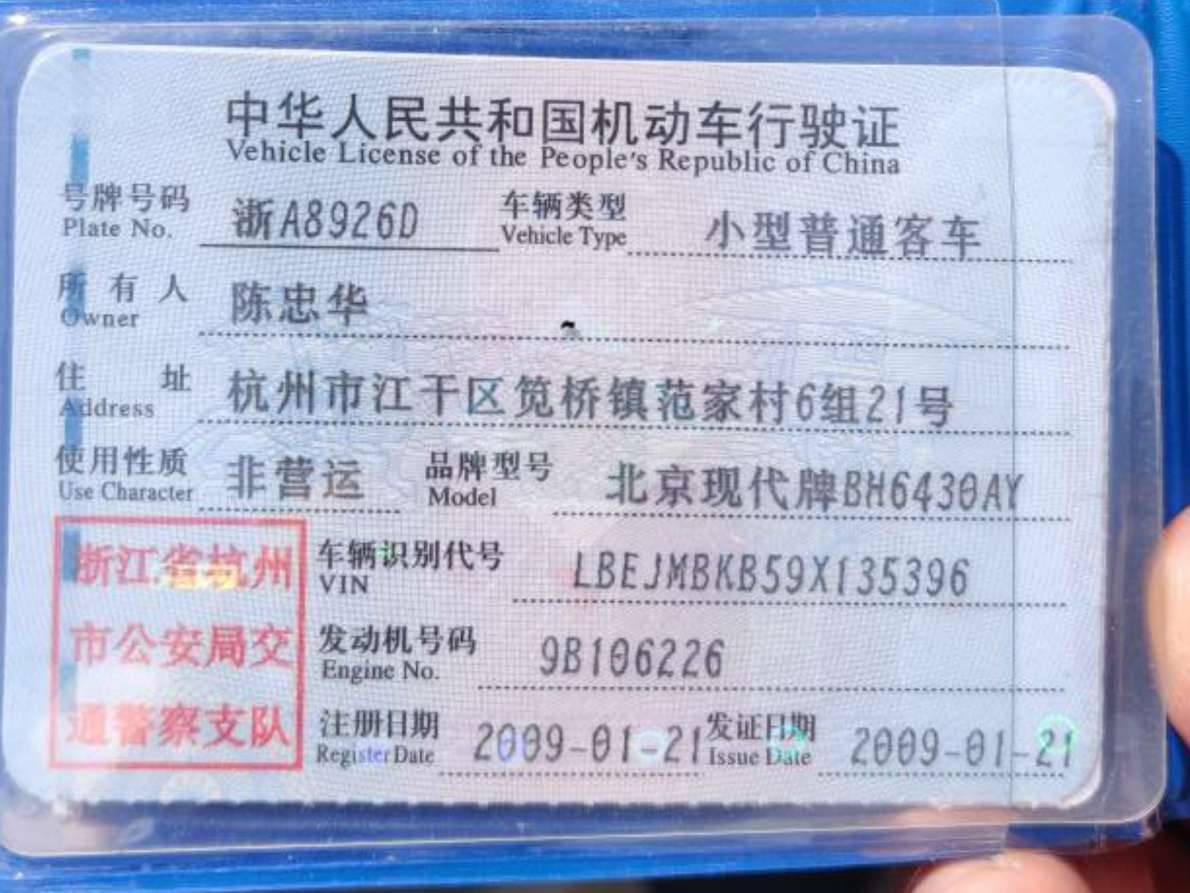 中华人民共和国机动车行驶证
Vehicle License of the People's Republic of China
号牌号码 浙A8926D 车辆类型 小型普通客车
Plate No. Vehicle Type
所有人 陈忠华
Owner
住址 杭州市江干区笕桥镇范家村6组21号
Address
使用性质 非营运 品牌型号 北京现代牌BH6430AY
Use Character Model
浙江省杭州 车辆识别代号 LBEJMBKB59X135396
VIN
市公安局交 发动机号码 9B106226
Engine No.
通警察支队 注册日期 2009-01-21 发证日期 2009-01-21
Register Date Issue Date